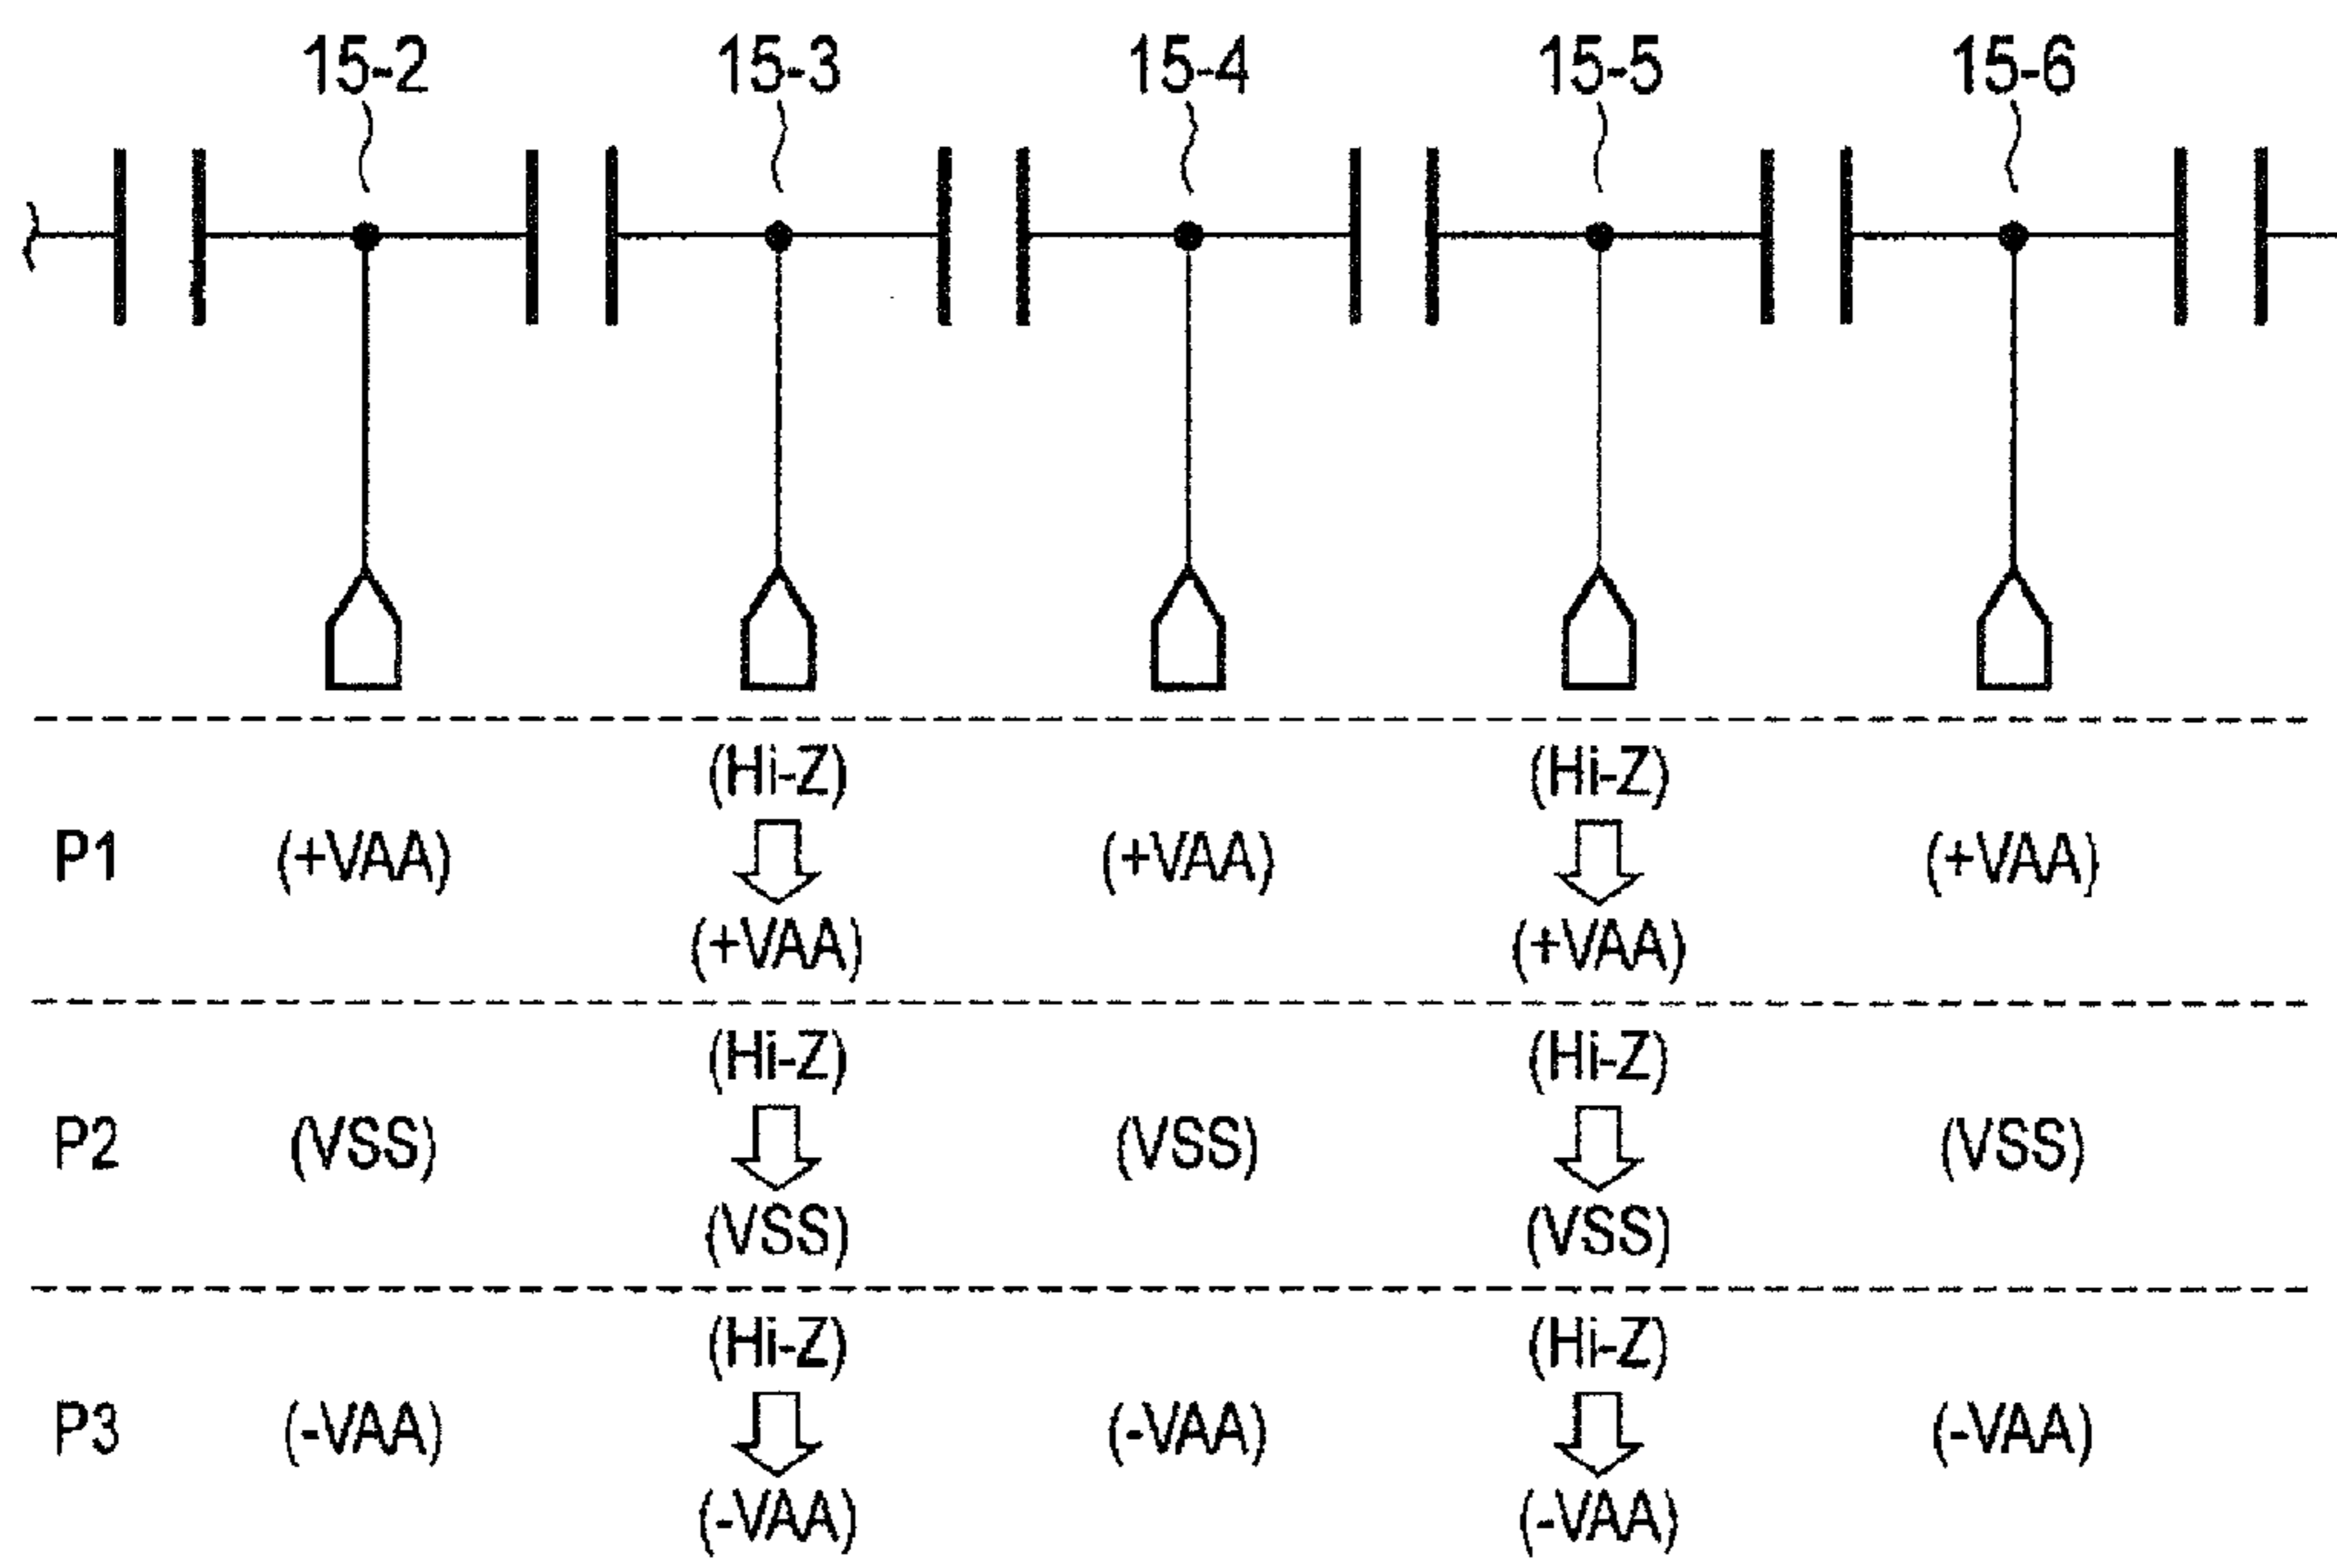 15-2 15-3 15-4 15-5 15-6
(Hi-Z) (Hi-Z)
P1 (+VAA) (+VAA) (+VAA)
(+VAA) (+VAA)
(Hi-Z) (Hi-Z)
P2 (VSS) (VSS) (VSS)
(VSS) (VSS)
(Hi-Z) (Hi-Z)
P3 (-VAA) (-VAA) (-VAA)
(-VAA) (-VAA)